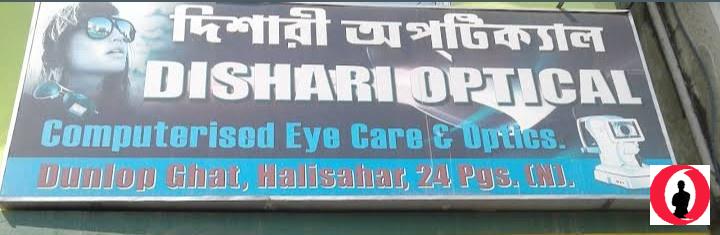 দিশারী অপ্টিক্যাল
DISHARI OPTICAL
Computerised Eye Care & Optics.
Dunlop Ghat, Halisahar, 24 Pgs. (N).